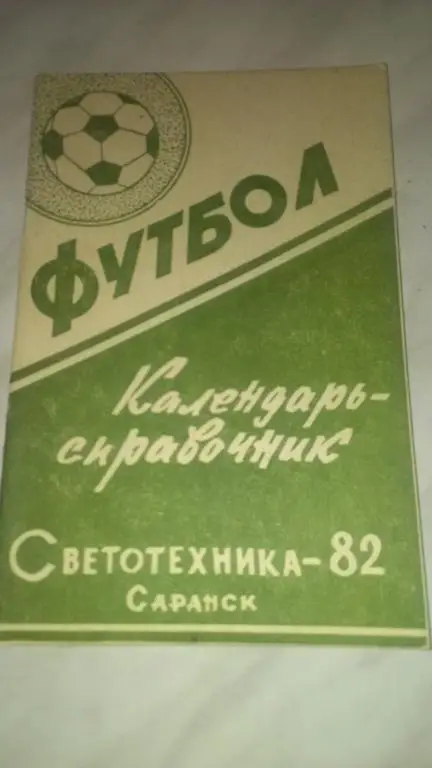 ФУТБОЛ
Календарь-
справочник
СВЕТОТЕХНИКА-82
САРАНСК